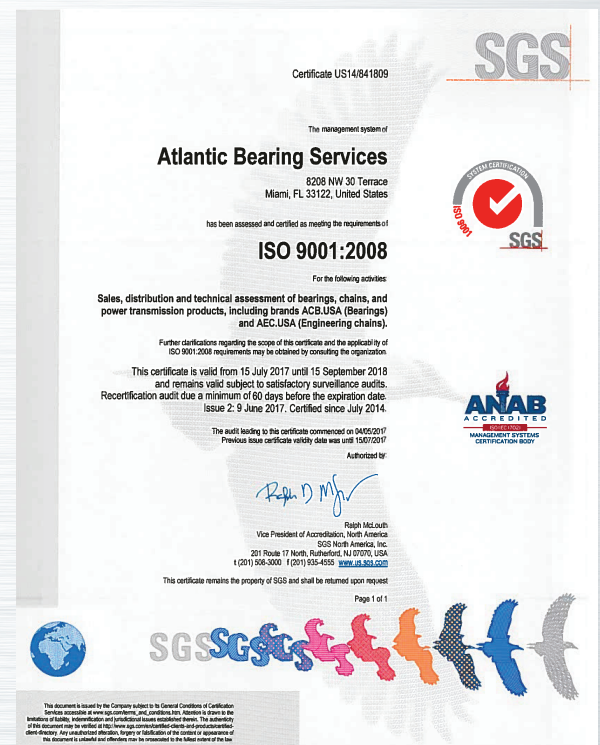 SGS
Certificate US14/841809
The management system of
Atlantic Bearing Services
8208 NW 30 Terrace
Miami, FL 33122, United States
SYSTEM CERTIFICATION
ISO 9001
SGS
has been assessed and certified as meeting the requirements of
ISO 9001:2008
For the following activities:
Sales, distribution and technical assessment of bearings, chains, and
power transmission products, including brands ACB.USA (Bearings)
and AEC.USA (Engineering chains).
Further clarifications regarding the scope of this certificate and the applicability of
ISO 9001:2008 requirements may be obtained by consulting the organization
This certificate is valid from 15 July 2017 until 15 September 2018
and remains valid subject to satisfactory surveillance audits.
Recertification audit due a minimum of 60 days before the expiration date.
Issue 2: 9 June 2017. Certified since July 2014.
ANAB
ACCREDITED
ISO/IEC 17021
MANAGEMENT SYSTEMS
CERTIFICATION BODY
The audit leading to this certificate commenced on 04/05/2017
Previous issue certificate validity date was until 15/07/2017
Authorized by:
Ralph McLouth
Vice President of Accreditation, North America
SGS North America, Inc.
201 Route 17 North, Rutherford, NJ 07070, USA
t (201) 508-3000 f (201) 935-4555 www.us.sgs.com
This certificate remains the property of SGS and shall be returned upon request
Page 1 of 1
SGS SGS SGS
This document is issued by the Company subject to its General Conditions of Certification
Services accessible at www.sgs.com/terms_and_conditions.htm. Attention is drawn to the
limitations of liability, indemnification and jurisdictional issues established therein. The authenticity
of this document may be verified at http://www.sgs.com/en/certified-clients-and-products/certified-
client-directory. Any unauthorized alteration, forgery or falsification of the content or appearance of
this document is unlawful and offenders may be prosecuted to the fullest extent of the law